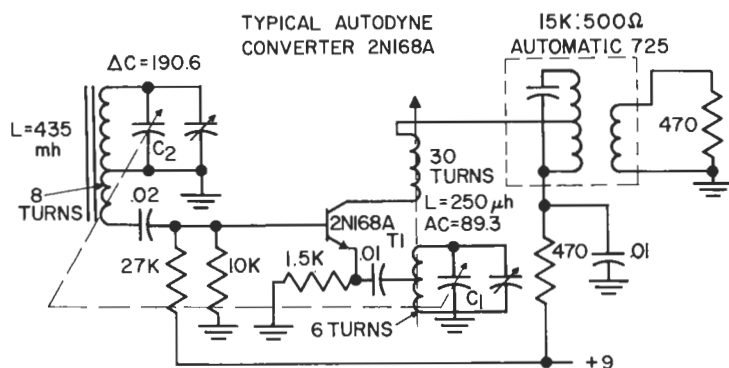 TYPICAL AUTODYNE
CONVERTER 2N168A
15K:500Ω
AUTOMATIC 725
ΔC=190.6
L=435
mh
C2
8
TURNS
.02
27K
10K
1.5K
2N168A
.01
T1
30
TURNS
L=250 μh
AC=89.3
C1
6 TURNS
470
470
.01
+9